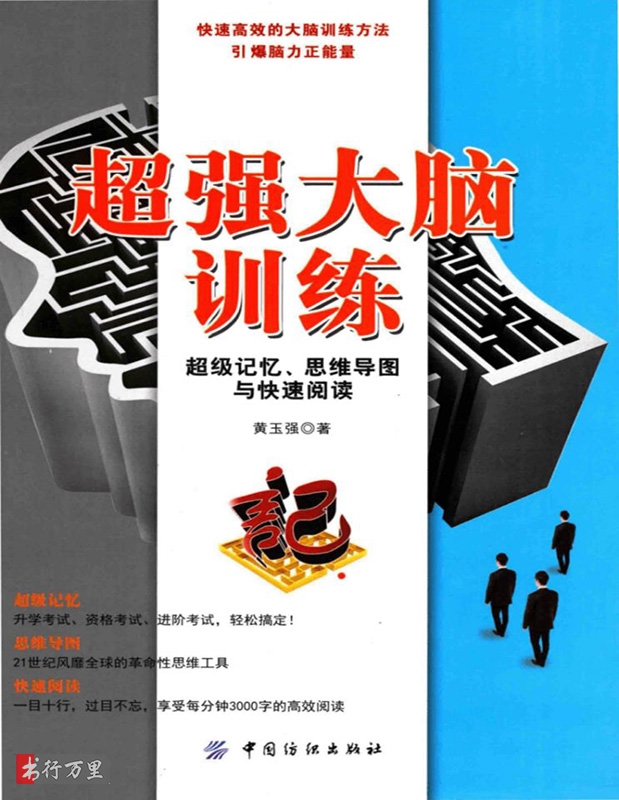 快速高效的大脑训练方法
引爆脑力正能量
超强大脑
训练
超级记忆、思维导图
与快速阅读
黄玉强◎著
記
超级记忆
升学考试、资格考试、进阶考试，轻松搞定！
思维导图
21世纪风靡全球的革命性思维工具
快速阅读
一目十行，过目不忘，享受每分钟3000字的高效阅读
中国纺织出版社
书行万里